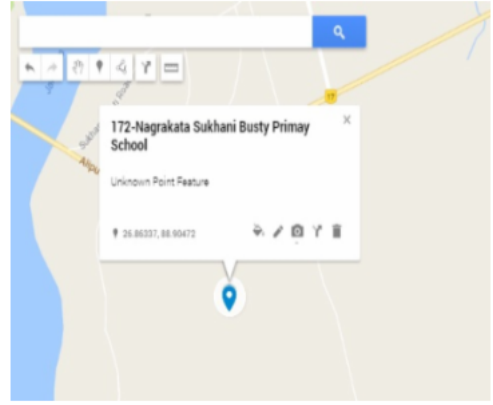 172-Nagrakata Sukhani Busty Primay
School
Unknown Point Feature
26.86337, 88.90472
17